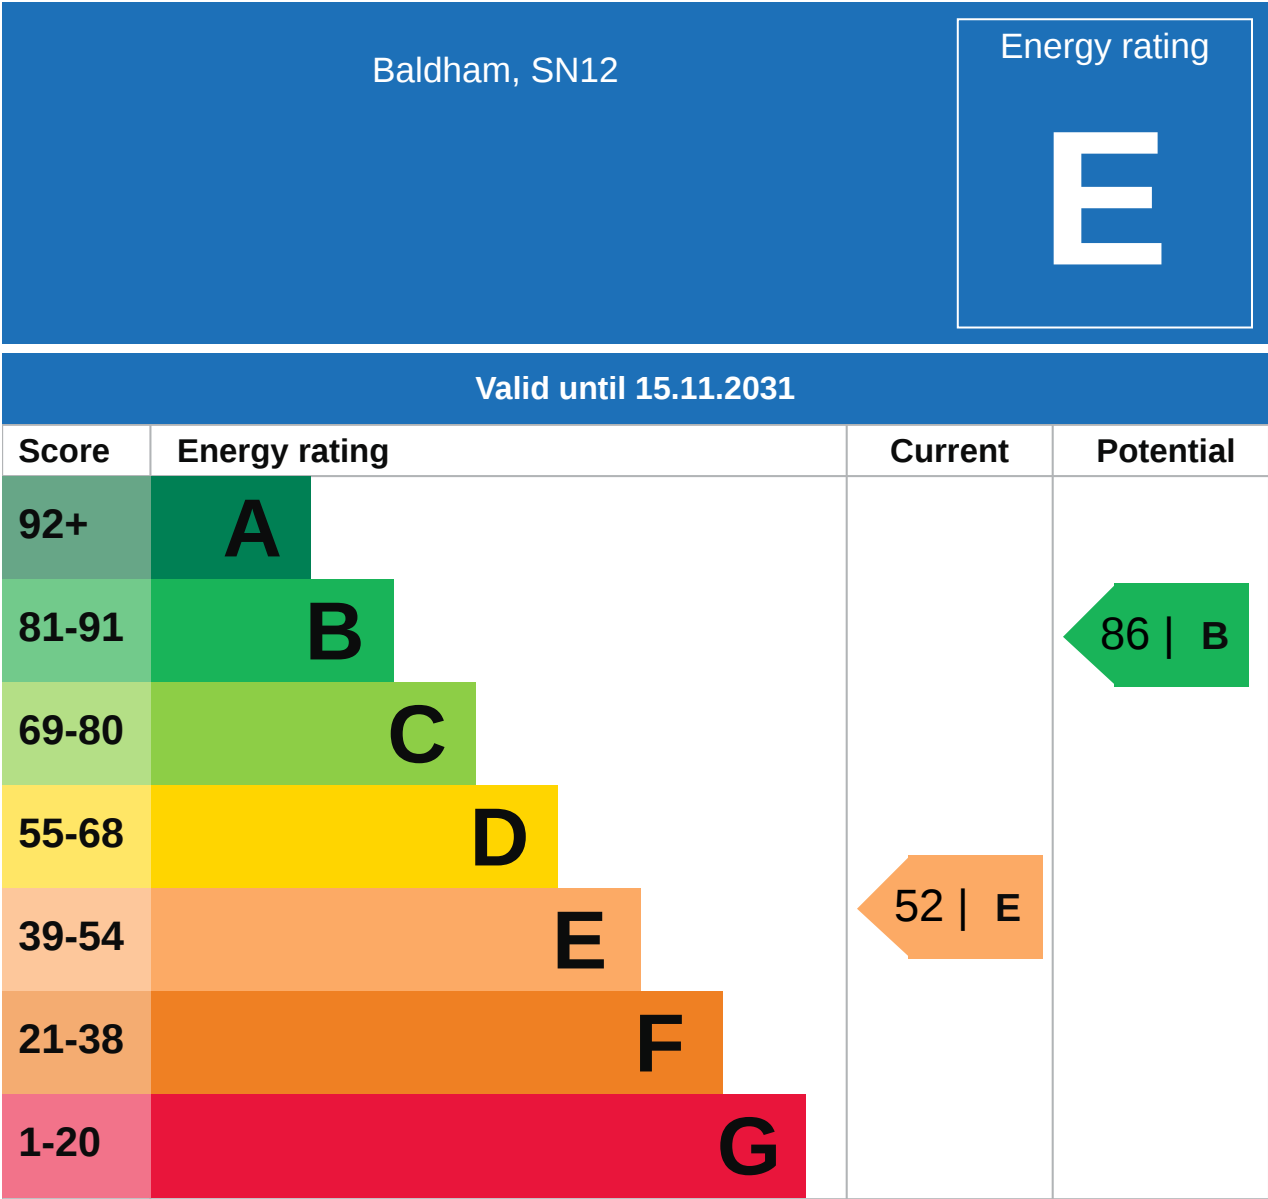 Baldham, SN12
Energy rating
E
Valid until 15.11.2031
Score Energy rating Current Potential
92+ A
81-91 B 86 | B
69-80 C
55-68 D
39-54 E 52 | E
21-38 F
1-20 G